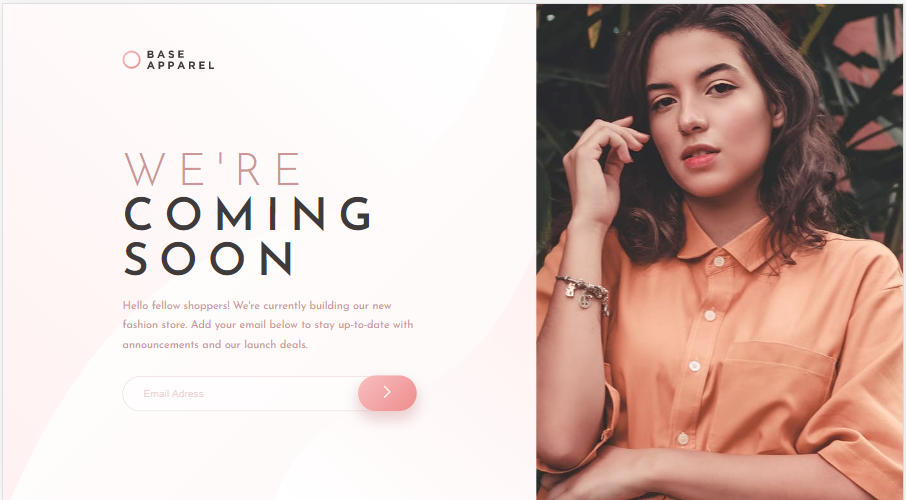 BASE
APPAREL
WE'RE
COMING
SOON
Hello fellow shoppers! We're currently building our new
fashion store. Add your email below to stay up-to-date with
announcements and our launch deals.
Email Adress